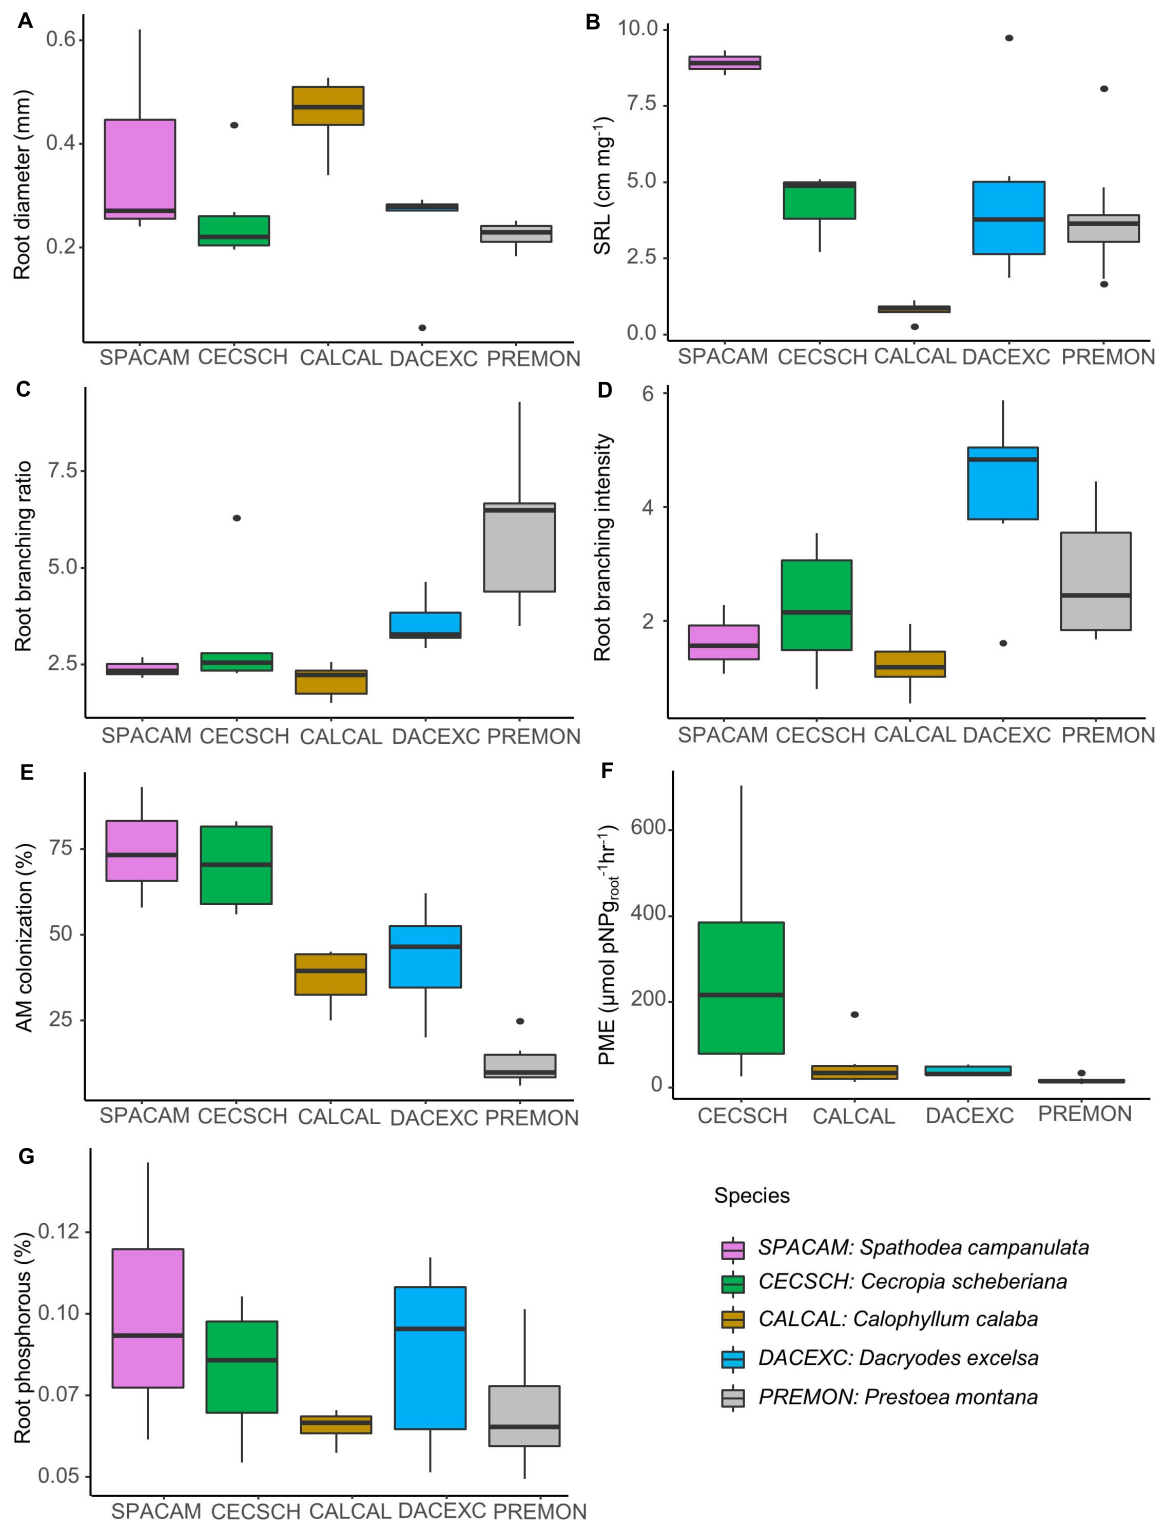 A
Root diameter (mm)
0.6
0.4
0.2
SPACAM CECSCH CALCAL DACEXC PREMON
B
SRL (cm mg⁻¹)
10.0
7.5
5.0
2.5
0.0
SPACAM CECSCH CALCAL DACEXC PREMON
C
Root branching ratio
7.5
5.0
2.5
SPACAM CECSCH CALCAL DACEXC PREMON
D
Root branching intensity
6
4
2
SPACAM CECSCH CALCAL DACEXC PREMON
E
AM colonization (%)
75
50
25
SPACAM CECSCH CALCAL DACEXC PREMON
F
PME (μmol pNPg_root⁻¹hr⁻¹)
600
400
200
0
CECSCH CALCAL DACEXC PREMON
G
Root phosphorous (%)
0.12
0.10
0.07
0.05
SPACAM CECSCH CALCAL DACEXC PREMON
Species
SPACAM: Spathodea campanulata
CECSCH: Cecropia scheberiana
CALCAL: Calophyllum calaba
DACEXC: Dacryodes excelsa
PREMON: Prestoea montana